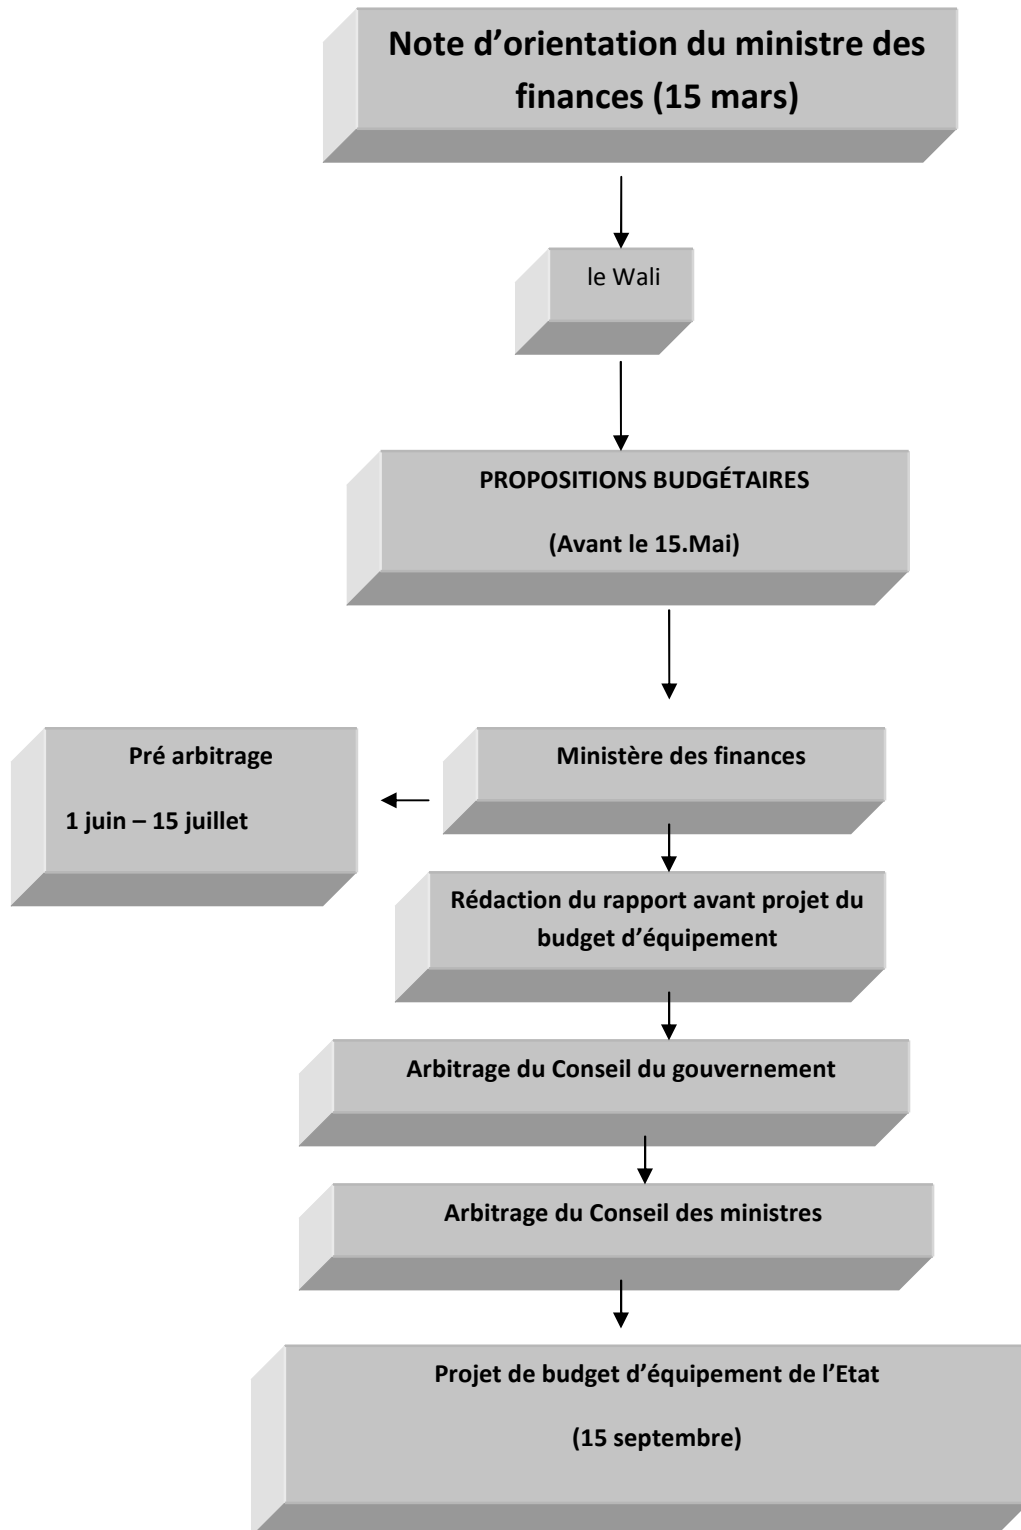 Note d’orientation du ministre des
finances (15 mars)
le Wali
PROPOSITIONS BUDGÉTAIRES
(Avant le 15.Mai)
Pré arbitrage
1 juin – 15 juillet
Ministère des finances
Rédaction du rapport avant projet du
budget d’équipement
Arbitrage du Conseil du gouvernement
Arbitrage du Conseil des ministres
Projet de budget d’équipement de l’Etat
(15 septembre)